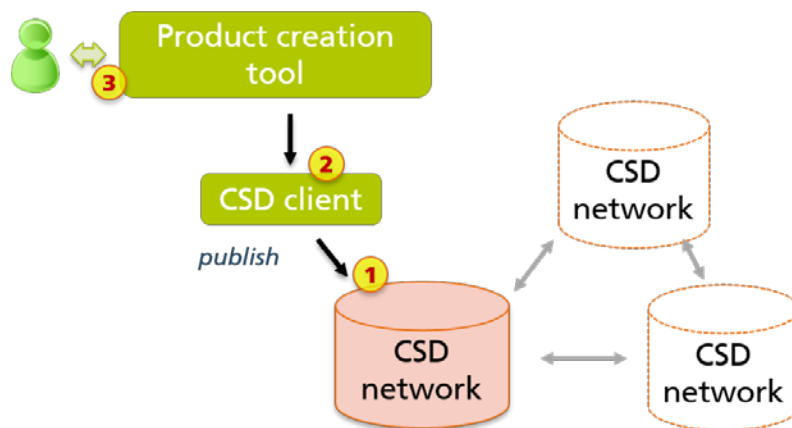 Product creation
tool
3
2
CSD client
publish
1
CSD
network
CSD
network
CSD
network